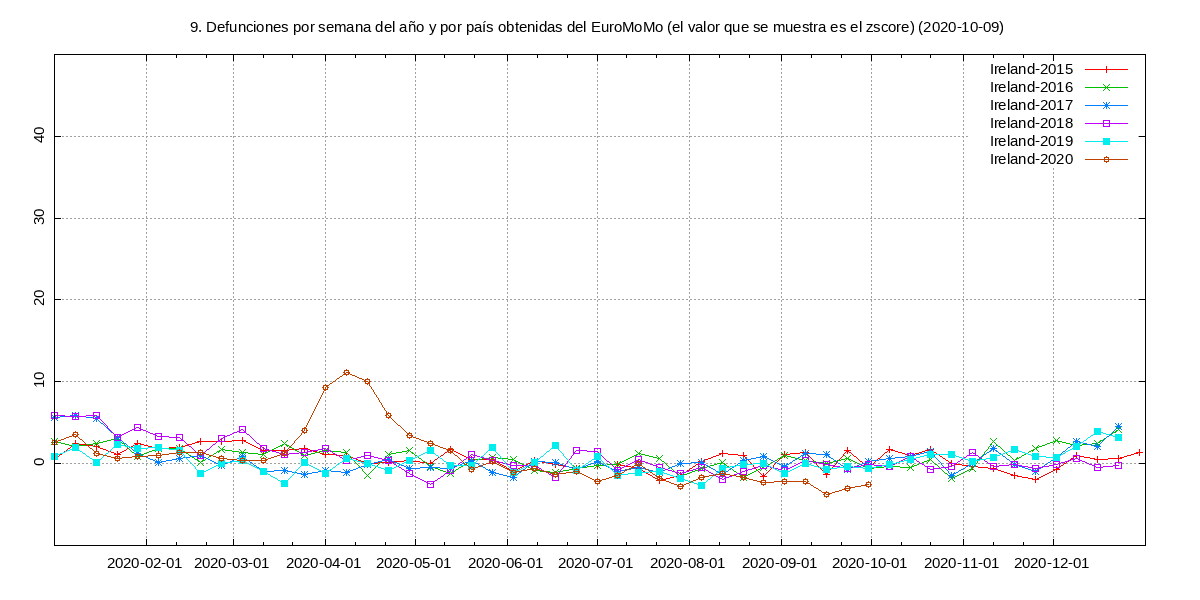 9. Defunciones por semana del año y por país obtenidas del EuroMoMo (el valor que se muestra es el zscore) (2020-10-09)
Ireland-2015
Ireland-2016
Ireland-2017
Ireland-2018
Ireland-2019
Ireland-2020
40
30
20
10
0
2020-02-01 2020-03-01 2020-04-01 2020-05-01 2020-06-01 2020-07-01 2020-08-01 2020-09-01 2020-10-01 2020-11-01 2020-12-01